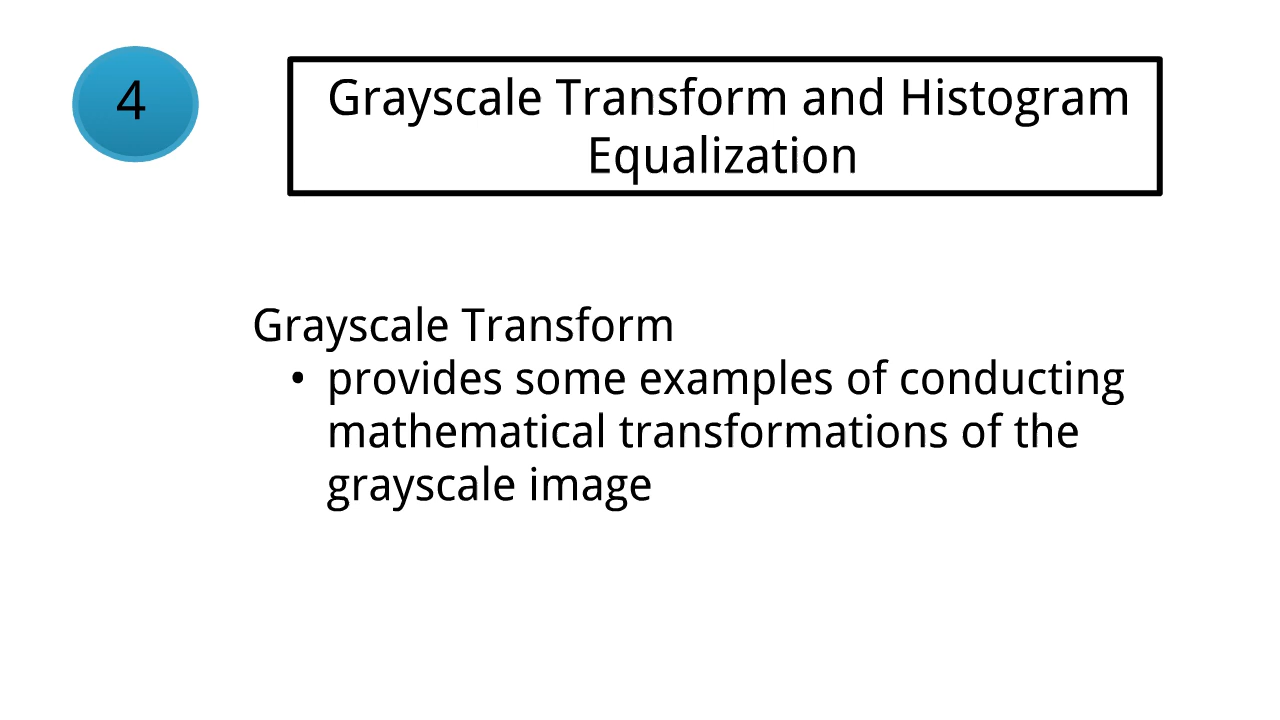 4
Grayscale Transform and Histogram
Equalization
Grayscale Transform
• provides some examples of conducting
mathematical transformations of the
grayscale image